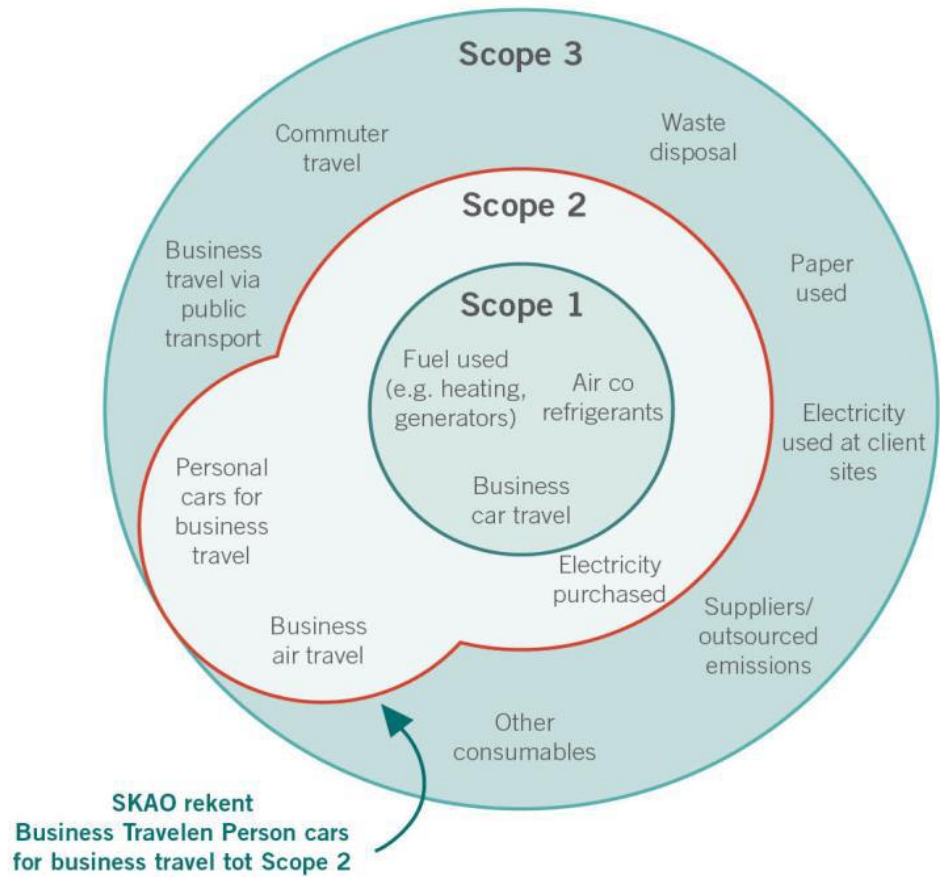 Scope 3
Commuter
travel
Waste
disposal
Scope 2
Business
travel via
public
transport
Paper
used
Scope 1
Fuel used
(e.g. heating,
generators)
Air co
refrigerants
Electricity
used at client
sites
Personal
cars for
business
travel
Business
car travel
Electricity
purchased
Suppliers/
outsourced
emissions
Business
air travel
Other
consumables
SKAO rekent
Business Travelen Person cars
for business travel tot Scope 2